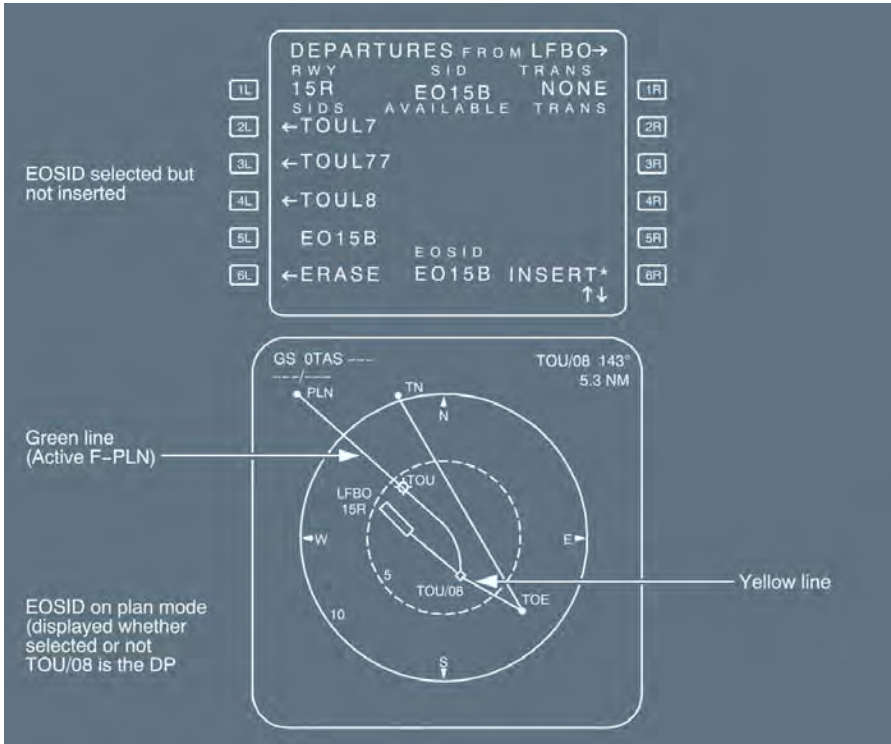 DEPARTURES FROM LFBO→
RWY SID TRANS
1L 15R EO15B NONE 1R
SIDS AVAILABLE TRANS
2L ←TOUL7 2R
3L ←TOUL77 3R
EOSID selected but
not inserted
4L ←TOUL8 4R
5L EO15B 5R
EOSID
6L ←ERASE EO15B INSERT* 6R
↑↓
GS 0TAS ---
---/---
TOU/08 143°
5.3 NM
PLN
TN
N
Green line
(Active F-PLN)
TOU
LFBO
15R
W
E
5
TOU/08
Yellow line
TOE
10
EOSID on plan mode
(displayed whether
selected or not
TOU/08 is the DP
S